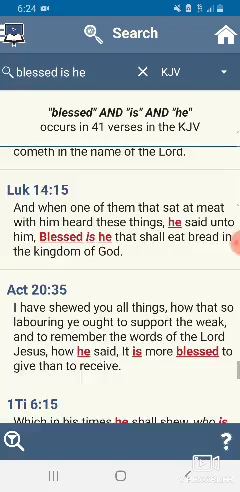 6:24
Search
blessed is he
KJV
"blessed" AND "is" AND "he"
occurs in 41 verses in the KJV
cometh in the name of the Lord.
Luk 14:15
And when one of them that sat at meat
with him heard these things, he said unto
him, Blessed is he that shall eat bread in
the kingdom of God.
Act 20:35
I have shewed you all things, how that so
labouring ye ought to support the weak,
and to remember the words of the Lord
Jesus, how he said, It is more blessed to
give than to receive.
1Ti 6:15
Which in his times he shall shew, who is
?
VIDEOSHOW